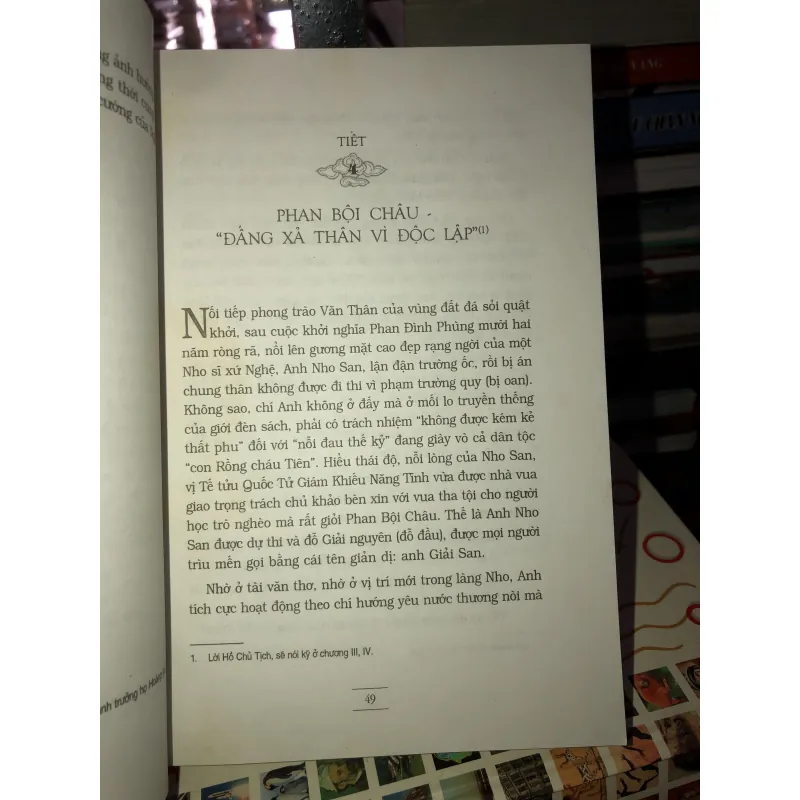 g ảnh hưởng
ng thời
cường của
TIẾT
4
PHAN BỘI CHÂU -
“ĐẤNG XẢ THÂN VÌ ĐỘC LẬP”(1)
Nối tiếp phong trào Văn Thân của vùng đất đá sỏi quật
khởi, sau cuộc khởi nghĩa Phan Đình Phùng mười hai
năm ròng rã, nổi lên gương mặt cao đẹp rạng ngời của một
Nho sĩ xứ Nghệ, Anh Nho San, lận đận trường ốc, rồi bị án
chung thân không được đi thi vì phạm trường quy (bị oan).
Không sao, chí Anh không ở đấy mà ở mối lo truyền thống
của giới đèn sách, phải có trách nhiệm “không được kém kẻ
thất phu” đối với “nỗi đau thế kỷ” đang giày vò cả dân tộc
“con Rồng cháu Tiên”. Hiểu thái độ, nỗi lòng của Nho San,
vị Tế tửu Quốc Tử Giám Khiếu Năng Tĩnh vừa được nhà vua
giao trọng trách chủ khảo bèn xin với vua tha tội cho người
học trò nghèo mà rất giỏi Phan Bội Châu. Thế là Anh Nho
San được dự thi và đỗ Giải nguyên (đỗ đầu), được mọi người
trìu mến gọi bằng cái tên giản dị: anh Giải San.
Nhờ ở tài văn thơ, nhờ ở vị trí mới trong làng Nho, Anh
tích cực hoạt động theo chí hướng yêu nước thương nòi mà
1. Lời Hồ Chủ Tịch, sẽ nói kỹ ở chương III, IV.
49
ành trưởng họ Hoàng